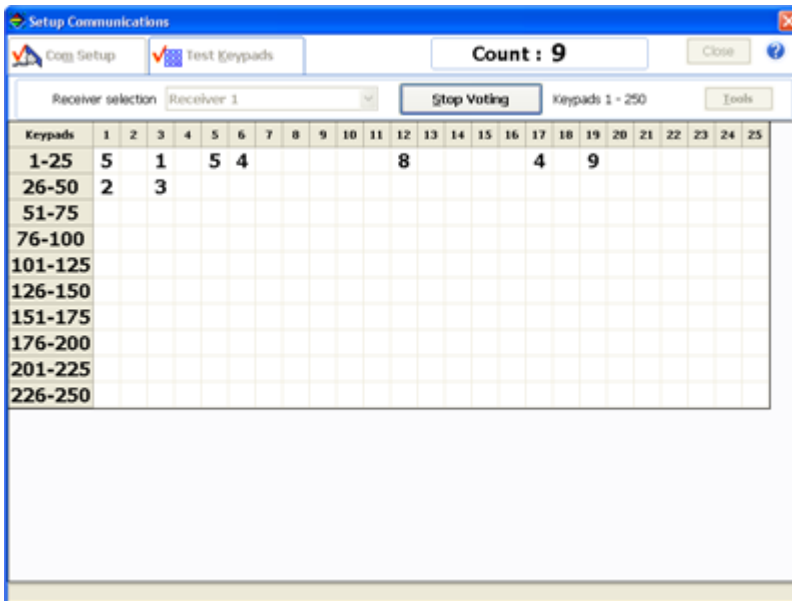 Setup Communications
Com Setup Test Keypads Count : 9 Close ?
Receiver selection Receiver 1 Stop Voting Keypads 1 - 250 Tools
Keypads 1 2 3 4 5 6 7 8 9 10 11 12 13 14 15 16 17 18 19 20 21 22 23 24 25
1-25 5 1 5 4 8 4 9
26-50 2 3
51-75
76-100
101-125
126-150
151-175
176-200
201-225
226-250